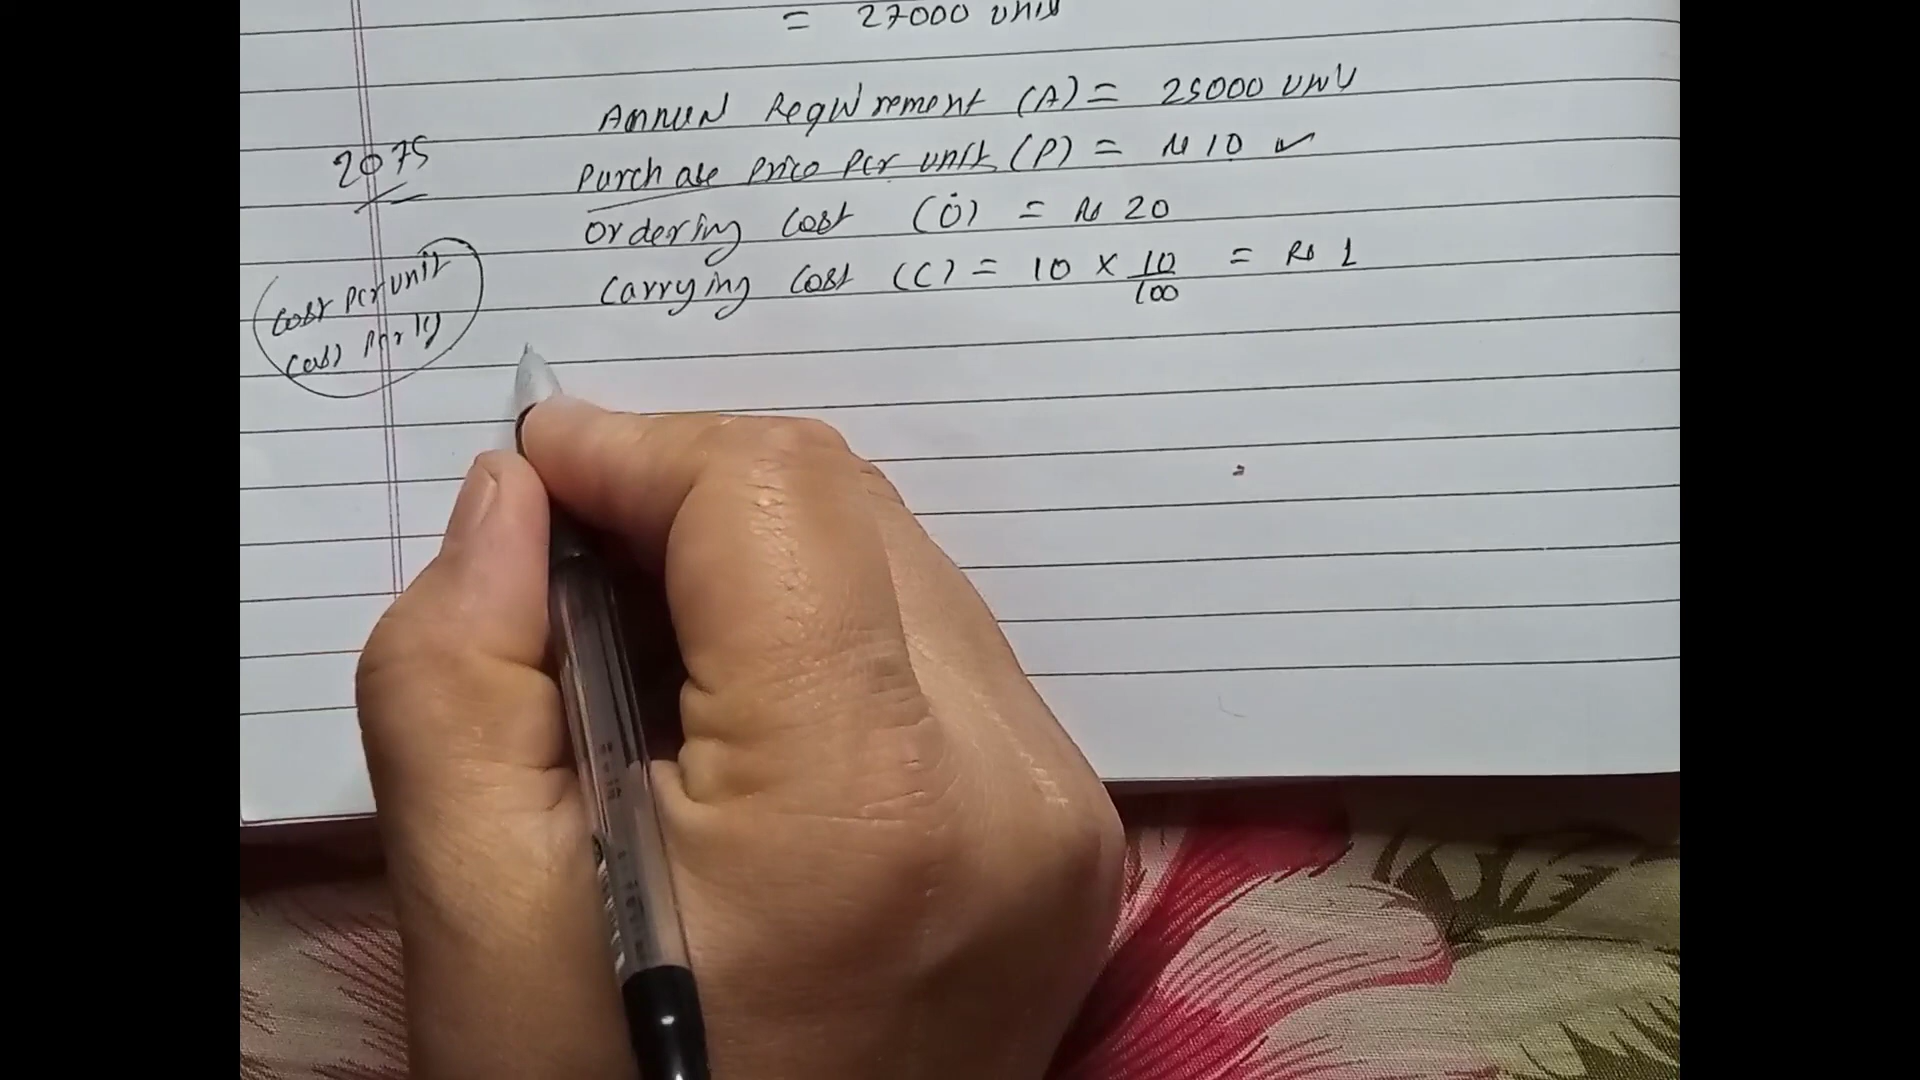 = 27000 units
Annual Requirement (A) = 25000 units
2075
Purchase price per unit (P) = Rs 10 ✓
Ordering cost (O) = Rs 20
Carrying cost (C) = 10 × 10/100 = Rs 1
Cost per unit
Cost per kg